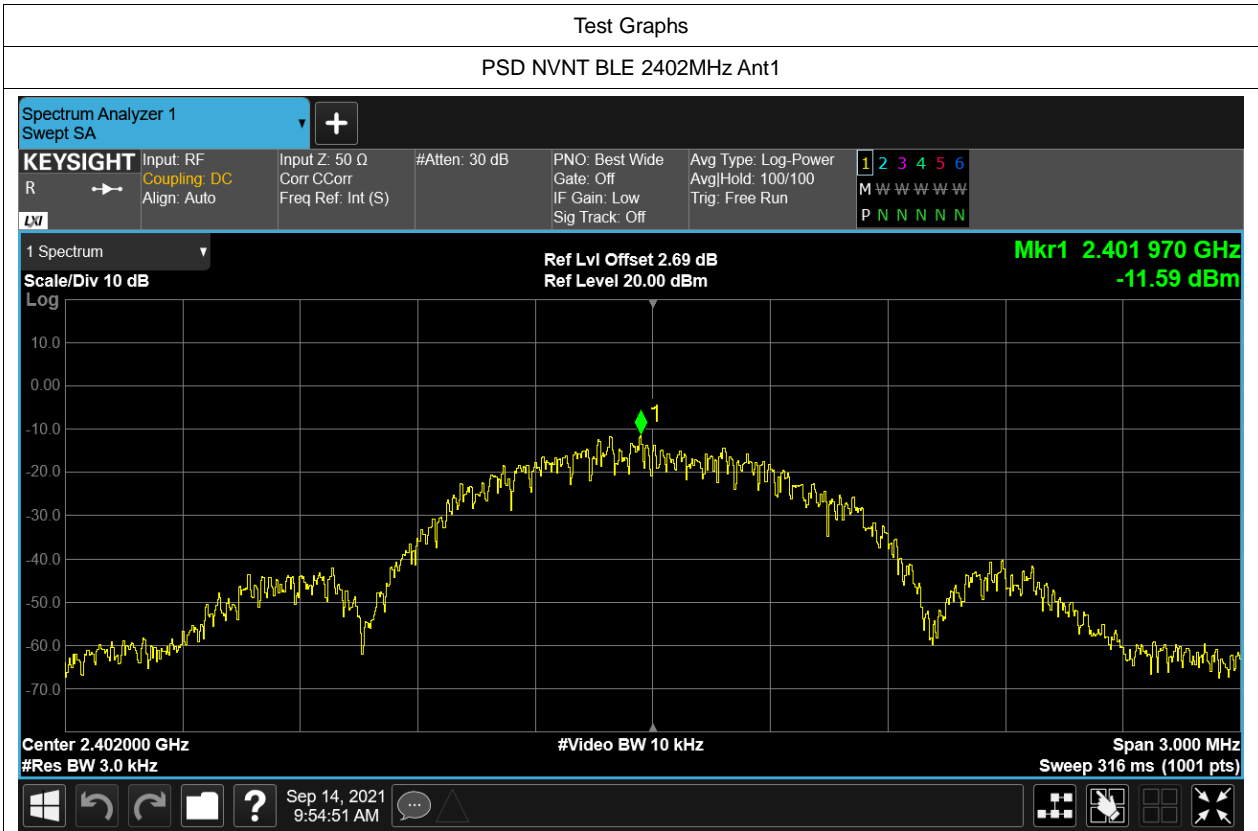 Test Graphs
PSD NVNT BLE 2402MHz Ant1
Spectrum Analyzer 1
Swept SA
KEYSIGHT
R
LXI
Input: RF
Coupling: DC
Align: Auto
Input Z: 50 Ω
Corr CCorr
Freq Ref: Int (S)
#Atten: 30 dB
PNO: Best Wide
Gate: Off
IF Gain: Low
Sig Track: Off
Avg Type: Log-Power
Avg|Hold: 100/100
Trig: Free Run
1 2 3 4 5 6
M W W W W W W
P N N N N N N
1 Spectrum
Scale/Div 10 dB
Ref Lvl Offset 2.69 dB
Ref Level 20.00 dBm
Mkr1 2.401 970 GHz
-11.59 dBm
Log
10.0
0.00
-10.0
-20.0
-30.0
-40.0
-50.0
-60.0
-70.0
1
Center 2.402000 GHz
#Video BW 10 kHz
Span 3.000 MHz
#Res BW 3.0 kHz
Sweep 316 ms (1001 pts)
?
Sep 14, 2021
9:54:51 AM